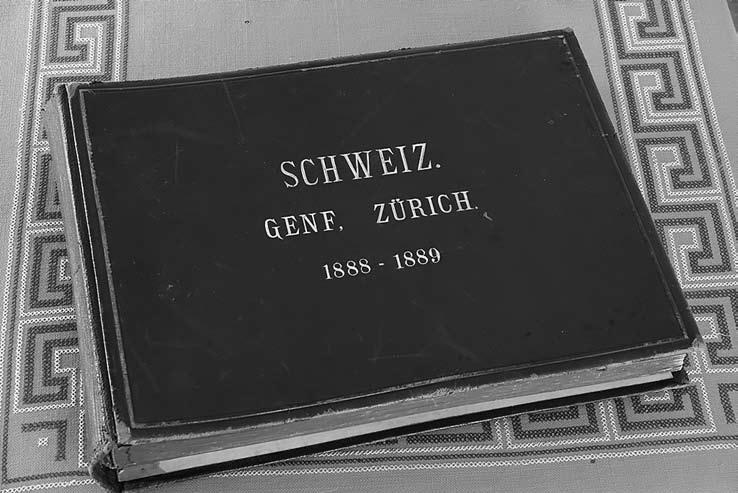 SCHWEIZ.
GENF, ZÜRICH.
1888 - 1889